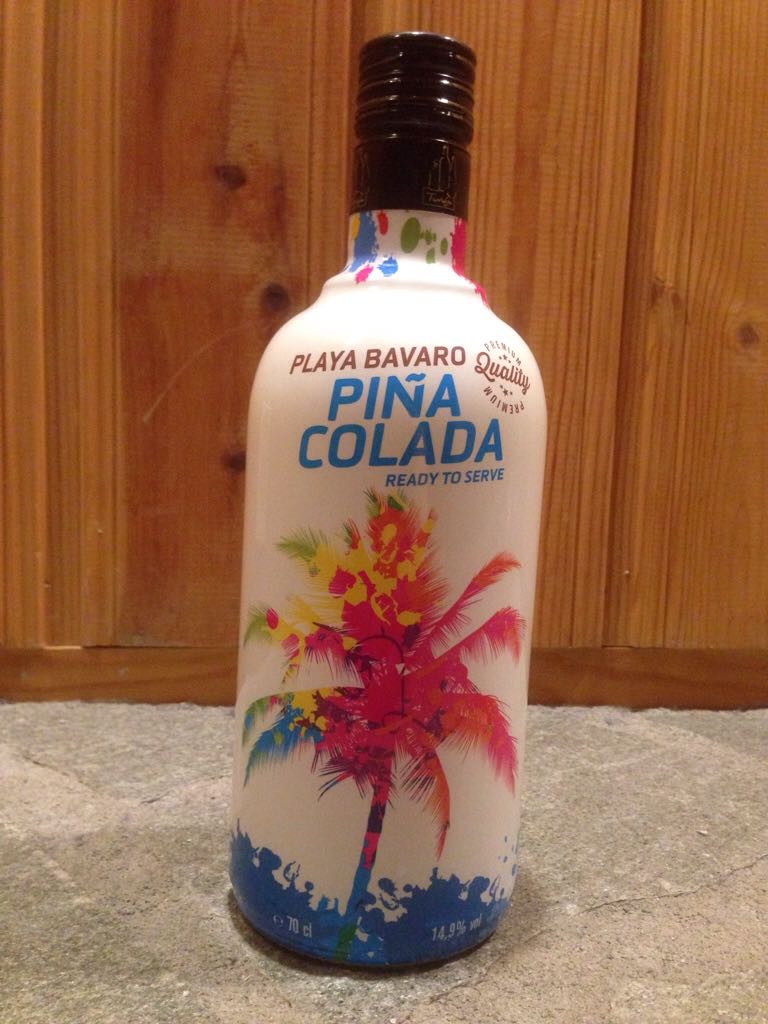 PLAYA BAVARO
PIÑA
COLADA
READY TO SERVE
PREMIUM
Quality
PREMIUM
℮ 70 cl
14,9% vol